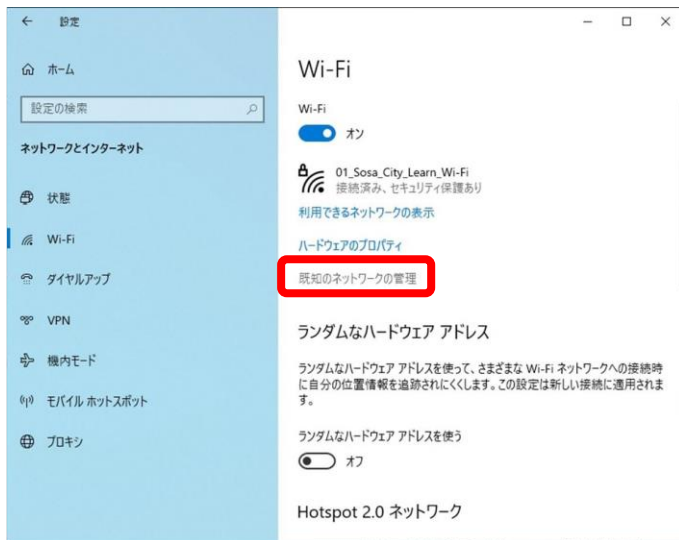 設定
ホーム
設定の検索
ネットワークとインターネット
状態
Wi-Fi
ダイヤルアップ
VPN
機内モード
モバイル ホットスポット
プロキシ
Wi-Fi
Wi-Fi
オン
01_Sosa_City_Learn_Wi-Fi
接続済み、セキュリティ保護あり
利用できるネットワークの表示
ハードウェアのプロパティ
既知のネットワークの管理
ランダムなハードウェア アドレス
ランダムなハードウェア アドレスを使って、さまざまな Wi-Fi ネットワークへの接続時
に自分の位置情報を追跡されにくくします。この設定は新しい接続に適用されま
す。
ランダムなハードウェア アドレスを使う
オフ
Hotspot 2.0 ネットワーク